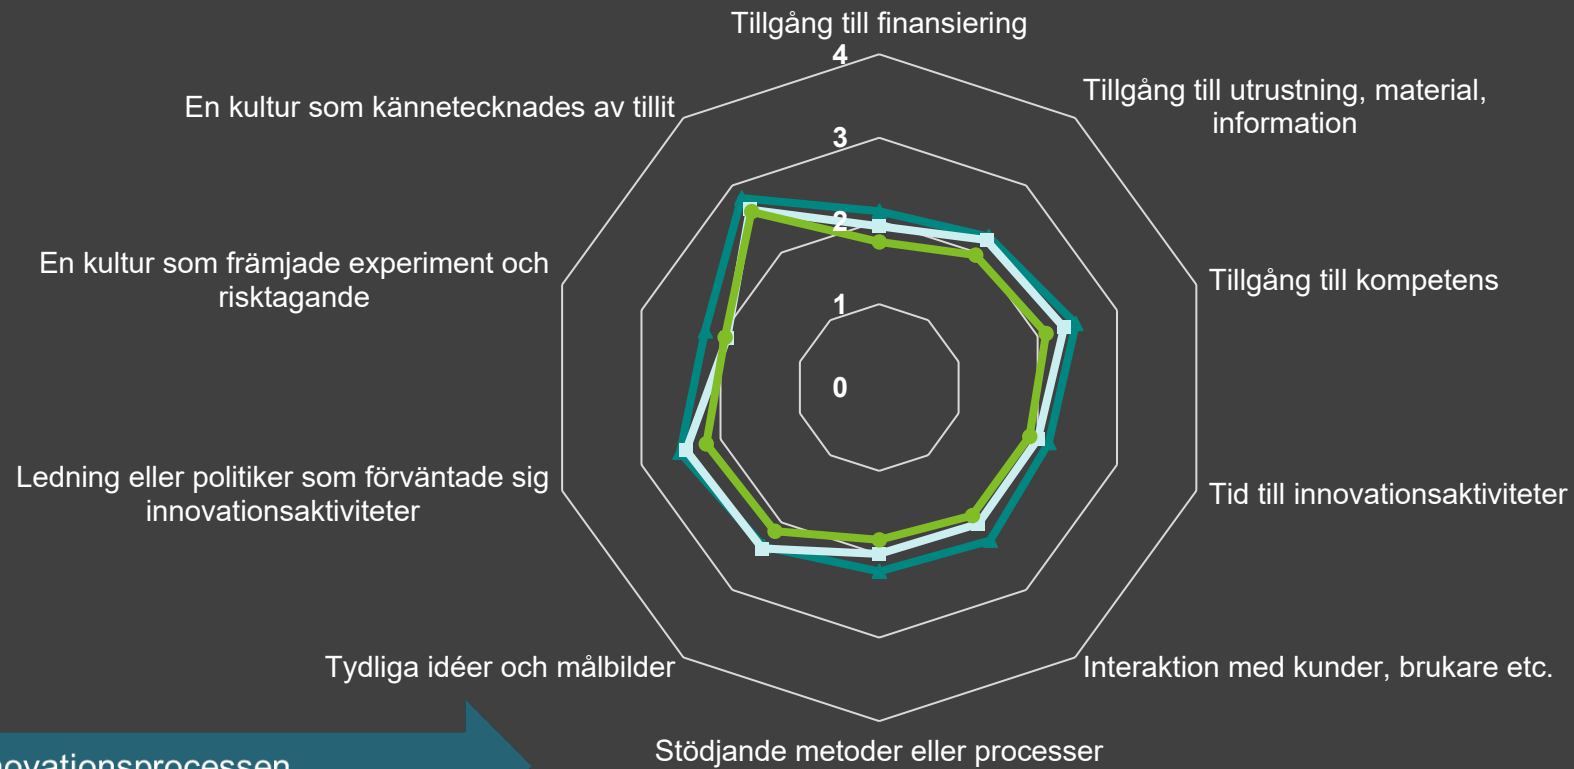 Tillgång till finansiering
4
En kultur som kännetecknades av tillit
Tillgång till utrustning, material,
information
3
En kultur som främjade experiment och
risktagande
2
Tillgång till kompetens
1
0
Ledning eller politiker som förväntade sig
innovationsaktiviteter
Tid till innovationsaktiviteter
Tydliga idéer och målbilder
Interaktion med kunder, brukare etc.
Stödjande metoder eller processer